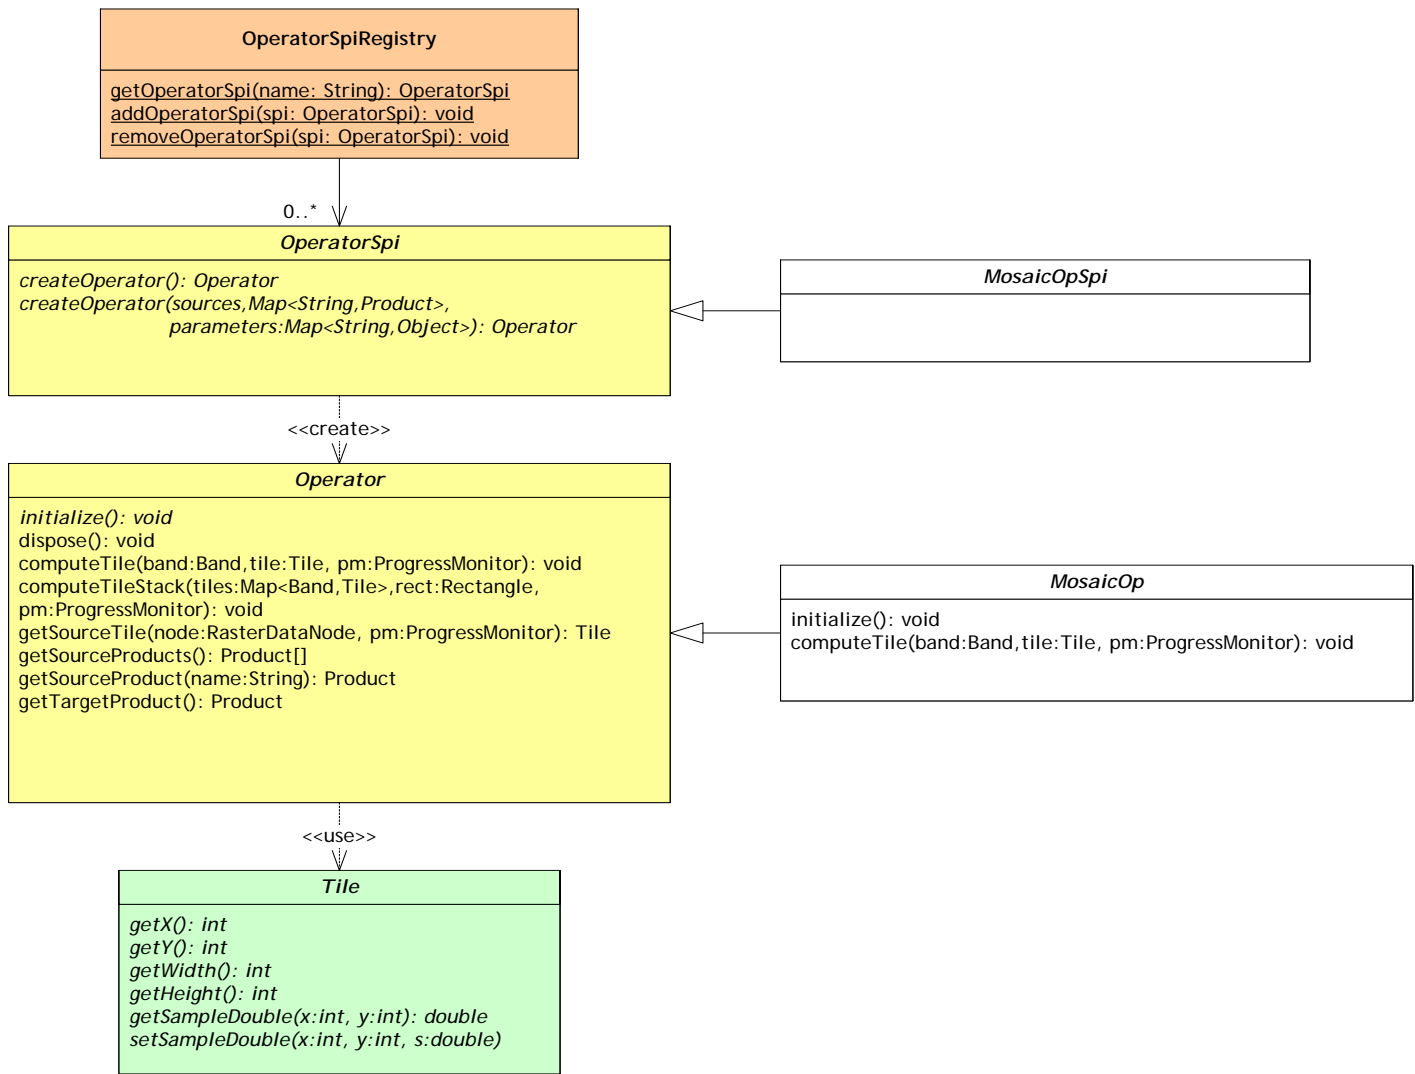 OperatorSpiRegistry
getOperatorSpi(name: String): OperatorSpi
addOperatorSpi(spi: OperatorSpi): void
removeOperatorSpi(spi: OperatorSpi): void
0..*
OperatorSpi
createOperator(): Operator
createOperator(sources,Map<String,Product>,
parameters:Map<String,Object>): Operator
MosaicOpSpi
<<create>>
Operator
initialize(): void
dispose(): void
computeTile(band:Band,tile:Tile, pm:ProgressMonitor): void
computeTileStack(tiles:Map<Band,Tile>,rect:Rectangle,
pm:ProgressMonitor): void
getSourceTile(node:RasterDataNode, pm:ProgressMonitor): Tile
getSourceProducts(): Product[]
getSourceProduct(name:String): Product
getTargetProduct(): Product
MosaicOp
initialize(): void
computeTile(band:Band,tile:Tile, pm:ProgressMonitor): void
<<use>>
Tile
getX(): int
getY(): int
getWidth(): int
getHeight(): int
getSampleDouble(x:int, y:int): double
setSampleDouble(x:int, y:int, s:double)